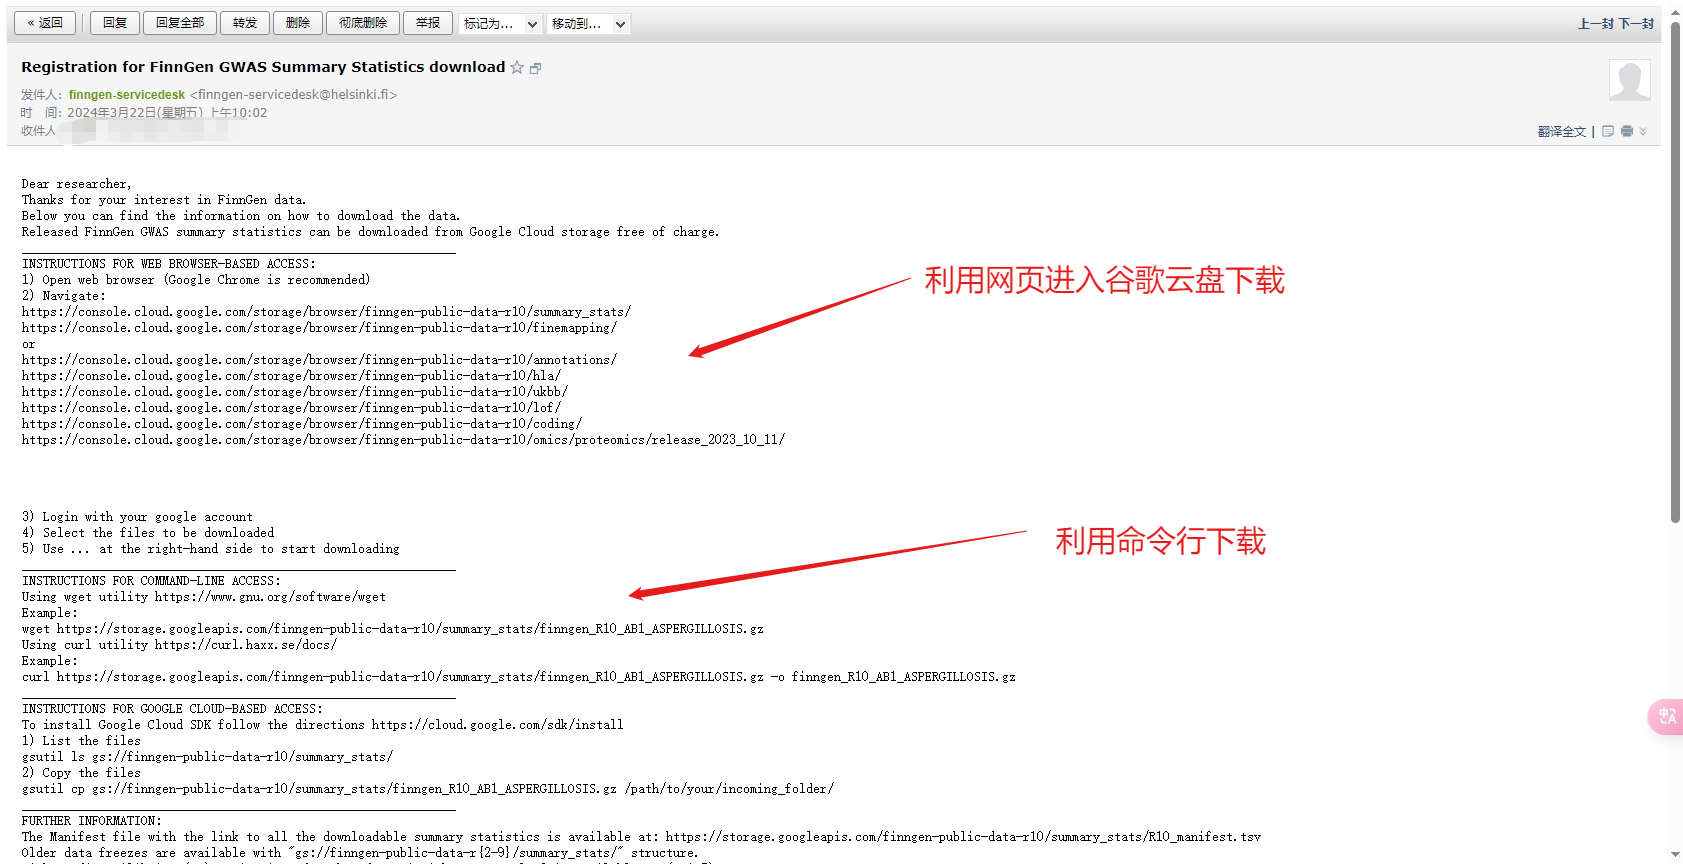 « 返回 回复 回复全部 转发 删除 彻底删除 举报 标记为... 移动到... 上一封 下一封
Registration for FinnGen GWAS Summary Statistics download
发件人: finngen-servicedesk <finngen-servicedesk@helsinki.fi>
时 间: 2024年3月22日(星期五) 上午10:02
收件人
翻译全文 |
Dear researcher,
Thanks for your interest in FinnGen data.
Below you can find the information on how to download the data.
Released FinnGen GWAS summary statistics can be downloaded from Google Cloud storage free of charge.
INSTRUCTIONS FOR WEB BROWSER-BASED ACCESS:
1) Open web browser (Google Chrome is recommended)
利用网页进入谷歌云盘下载
2) Navigate:
https://console.cloud.google.com/storage/browser/finngen-public-data-r10/summary_stats/
https://console.cloud.google.com/storage/browser/finngen-public-data-r10/finemapping/
or
https://console.cloud.google.com/storage/browser/finngen-public-data-r10/annotations/
https://console.cloud.google.com/storage/browser/finngen-public-data-r10/hla/
https://console.cloud.google.com/storage/browser/finngen-public-data-r10/ukbb/
https://console.cloud.google.com/storage/browser/finngen-public-data-r10/lof/
https://console.cloud.google.com/storage/browser/finngen-public-data-r10/coding/
https://console.cloud.google.com/storage/browser/finngen-public-data-r10/omics/proteomics/release_2023_10_11/
3) Login with your google account
4) Select the files to be downloaded
利用命令行下载
5) Use ... at the right-hand side to start downloading
INSTRUCTIONS FOR COMMAND-LINE ACCESS:
Using wget utility https://www.gnu.org/software/wget
Example:
wget https://storage.googleapis.com/finngen-public-data-r10/summary_stats/finngen_R10_AB1_ASPERGILLOSIS.gz
Using curl utility https://curl.haxx.se/docs/
Example:
curl https://storage.googleapis.com/finngen-public-data-r10/summary_stats/finngen_R10_AB1_ASPERGILLOSIS.gz -o finngen_R10_AB1_ASPERGILLOSIS.gz
INSTRUCTIONS FOR GOOGLE CLOUD-BASED ACCESS:
To install Google Cloud SDK follow the directions https://cloud.google.com/sdk/install
1) List the files
gsutil ls gs://finngen-public-data-r10/summary_stats/
2) Copy the files
gsutil cp gs://finngen-public-data-r10/summary_stats/finngen_R10_AB1_ASPERGILLOSIS.gz /path/to/your/incoming_folder/
FURTHER INFORMATION:
The Manifest file with the link to all the downloadable summary statistics is available at: https://storage.googleapis.com/finngen-public-data-r10/summary_stats/R10_manifest.tsv
Older data freezes are available with "gs://finngen-public-data-r{2-9}/summary_stats/" structure.